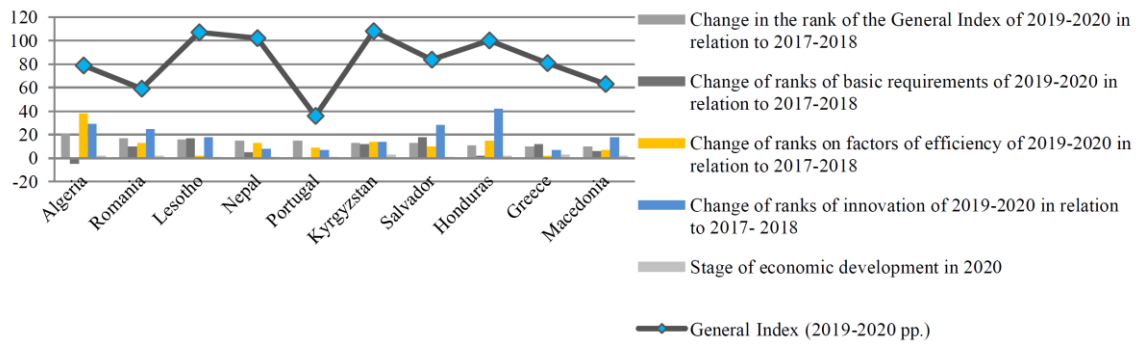 120
100
80
60
40
20
0
-20
Algeria
Romania
Lesotho
Nepal
Portugal
Kyrgyzstan
Salvador
Honduras
Greece
Macedonia
Change in the rank of the General Index of 2019-2020 in
relation to 2017-2018
Change of ranks of basic requirements of 2019-2020 in
relation to 2017-2018
Change of ranks on factors of efficiency of 2019-2020 in
relation to 2017-2018
Change of ranks of innovation of 2019-2020 in relation
to 2017- 2018
Stage of economic development in 2020
General Index (2019-2020 pp.)